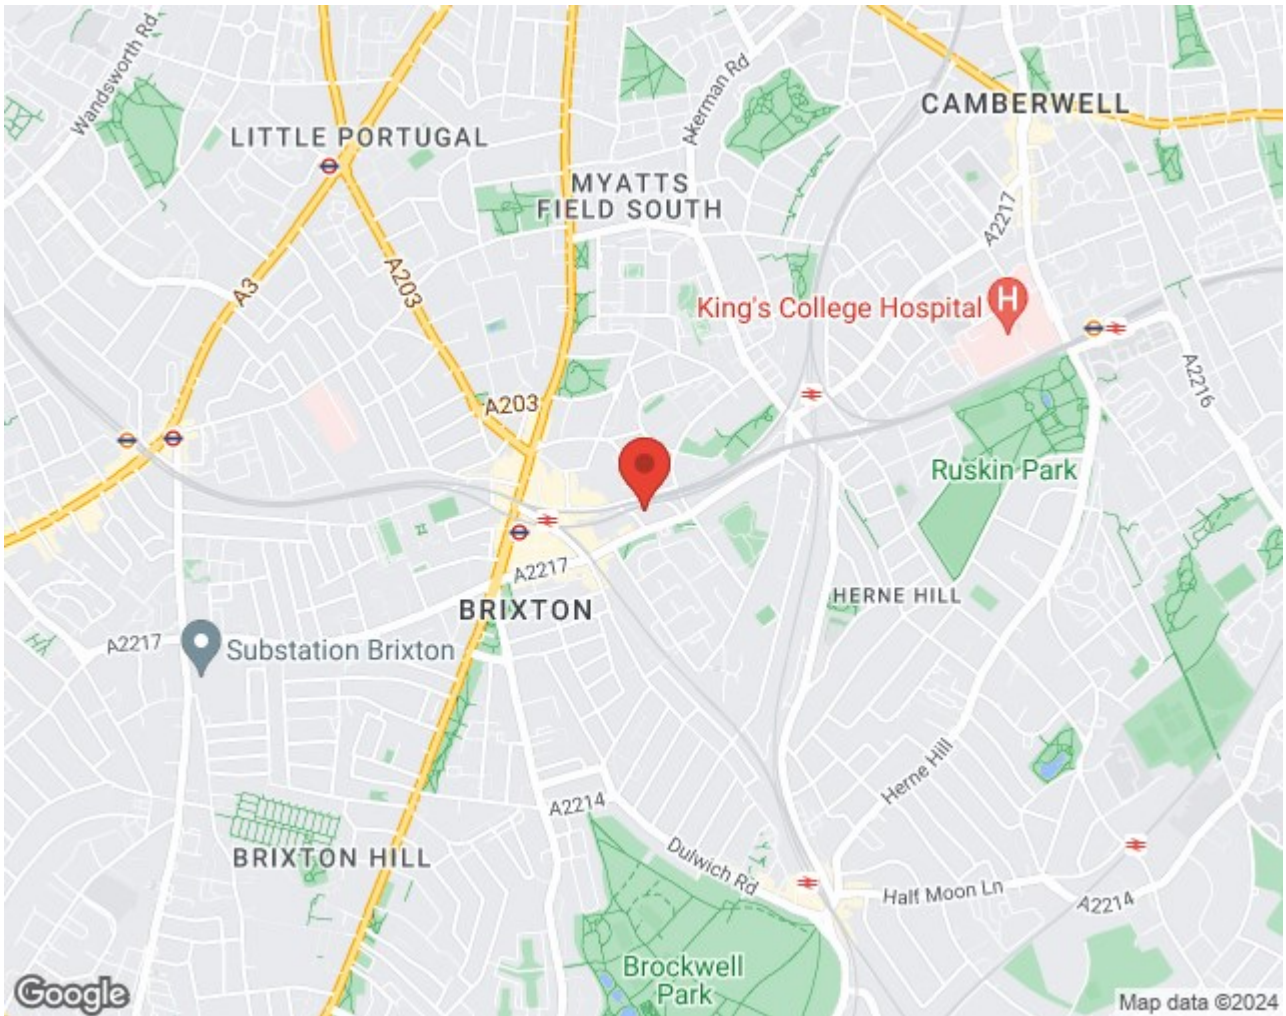 Wandsworth Rd
LITTLE PORTUGAL
Akerman Rd
CAMBERWELL
MYATTS
FIELD SOUTH
A2217
A3
A203
King's College Hospital
H
A2216
A203
Ruskin Park
A2217
BRIXTON
HERNE HILL
A2217
Substation Brixton
Herne Hill
A2214
BRIXTON HILL
Dulwich Rd
Half Moon Ln
A2214
Brockwell
Park
Google
Map data ©2024